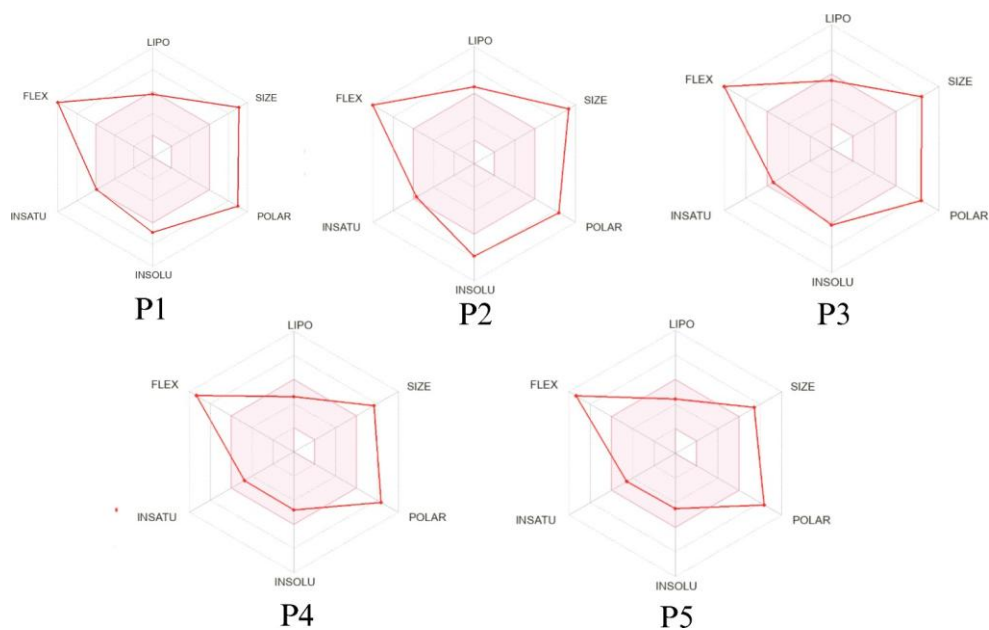 LIPO
FLEX
SIZE
INSATU
POLAR
INSOLU
P1
LIPO
FLEX
SIZE
INSATU
POLAR
INSOLU
P2
LIPO
FLEX
SIZE
INSATU
POLAR
INSOLU
P3
LIPO
FLEX
SIZE
INSATU
POLAR
INSOLU
P4
LIPO
FLEX
SIZE
INSATU
POLAR
INSOLU
P5